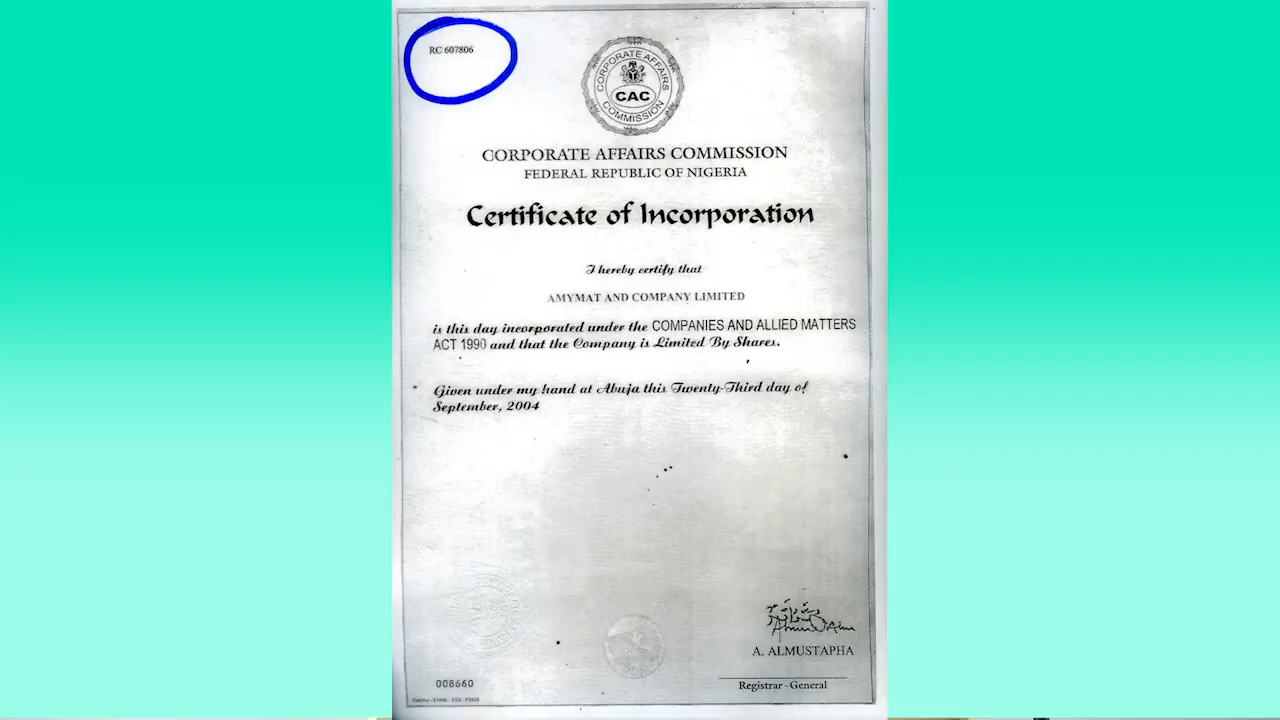 RC 607806
CORPORATE AFFAIRS
CAC
COMMISSION
CORPORATE AFFAIRS COMMISSION
FEDERAL REPUBLIC OF NIGERIA
Certificate of Incorporation
I hereby certify that
AMYMAT AND COMPANY LIMITED
is this day incorporated under the COMPANIES AND ALLIED MATTERS
ACT 1990 and that the Company is Limited By Shares.
Given under my hand at Abuja this Twenty-Third day of
September, 2004
A. ALMUSTAPHA
Registrar - General
008660